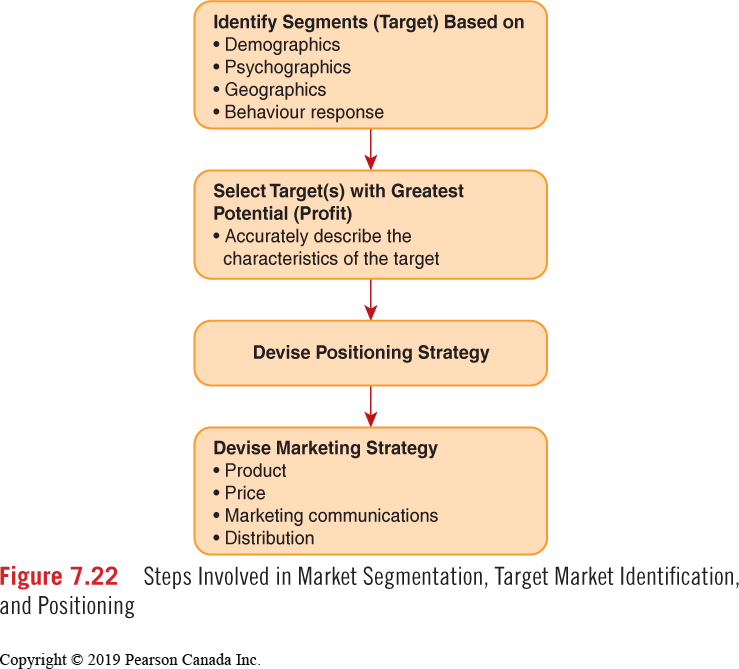 Identify Segments (Target) Based on
• Demographics
• Psychographics
• Geographics
• Behaviour response
Select Target(s) with Greatest
Potential (Profit)
• Accurately describe the
characteristics of the target
Devise Positioning Strategy
Devise Marketing Strategy
• Product
• Price
• Marketing communications
• Distribution
Figure 7.22 Steps Involved in Market Segmentation, Target Market Identification,
and Positioning
Copyright © 2019 Pearson Canada Inc.